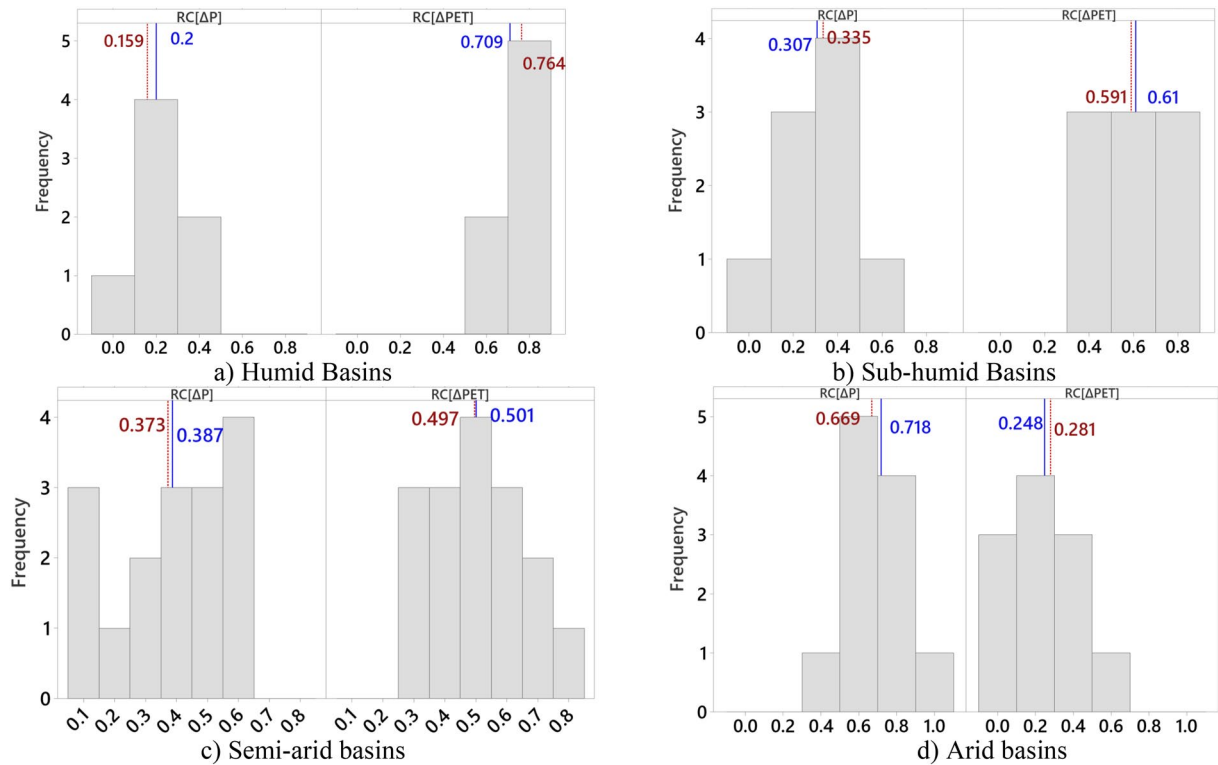 RC[ΔP] RC[ΔPET]
0.159 0.2 0.709 0.764
Frequency
5
4
3
2
1
0
0.0 0.2 0.4 0.6 0.8 0.0 0.2 0.4 0.6 0.8
a) Humid Basins
RC[ΔP] RC[ΔPET]
0.307 0.335 0.591 0.61
Frequency
4
3
2
1
0
0.0 0.2 0.4 0.6 0.8 0.0 0.2 0.4 0.6 0.8
b) Sub-humid Basins
RC[ΔP] RC[ΔPET]
0.373 0.387 0.497 0.501
Frequency
4
3
2
1
0
0.1 0.2 0.3 0.4 0.5 0.6 0.7 0.8 0.1 0.2 0.3 0.4 0.5 0.6 0.7 0.8
c) Semi-arid basins
RC[ΔP] RC[ΔPET]
0.669 0.718 0.248 0.281
Frequency
5
4
3
2
1
0
0.0 0.2 0.4 0.6 0.8 1.0 0.0 0.2 0.4 0.6 0.8 1.0
d) Arid basins